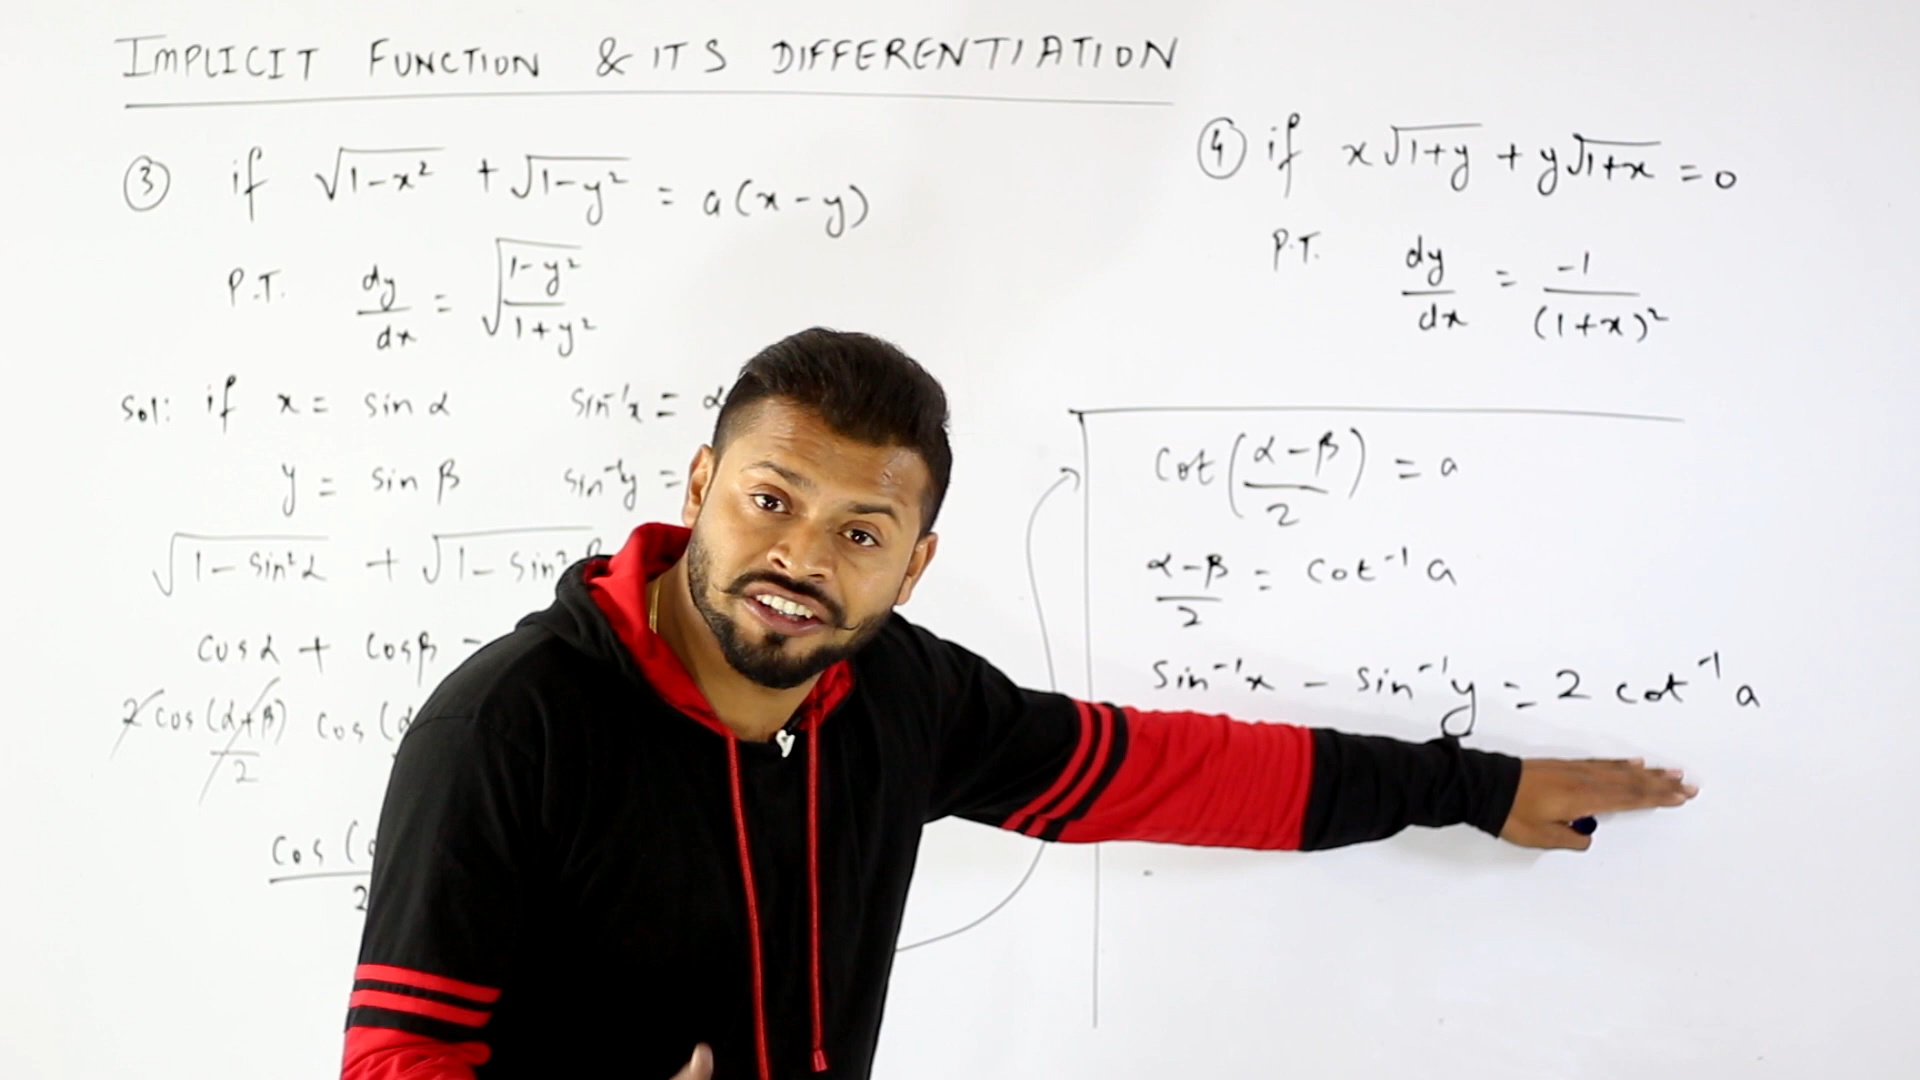 IMPLICIT FUNCTION & ITS DIFFERENTIATION
③ if √(1-x²) + √(1-y²) = a(x-y)
P.T. dy/dx = √((1-y²)/(1+y²))
Sol: if x = sin α sin⁻¹x = α
y = sin β sin⁻¹y =
√(1-sin²α) + √(1-sin²β
cos α + cos β =
2 cos (α+β)/2 cos (α
cos (α
2
④ if x√(1+y) + y√(1+x) = 0
P.T. dy/dx = -1/(1+x)²
cot((α-β)/2) = a
(α-β)/2 = cot⁻¹ a
sin⁻¹x - sin⁻¹y = 2 cot⁻¹ a